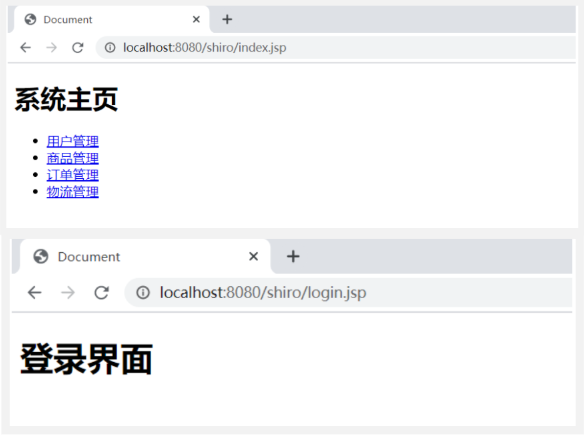 Document
localhost:8080/shiro/index.jsp
系统主页
用户管理
商品管理
订单管理
物流管理
Document
localhost:8080/shiro/login.jsp
登录界面